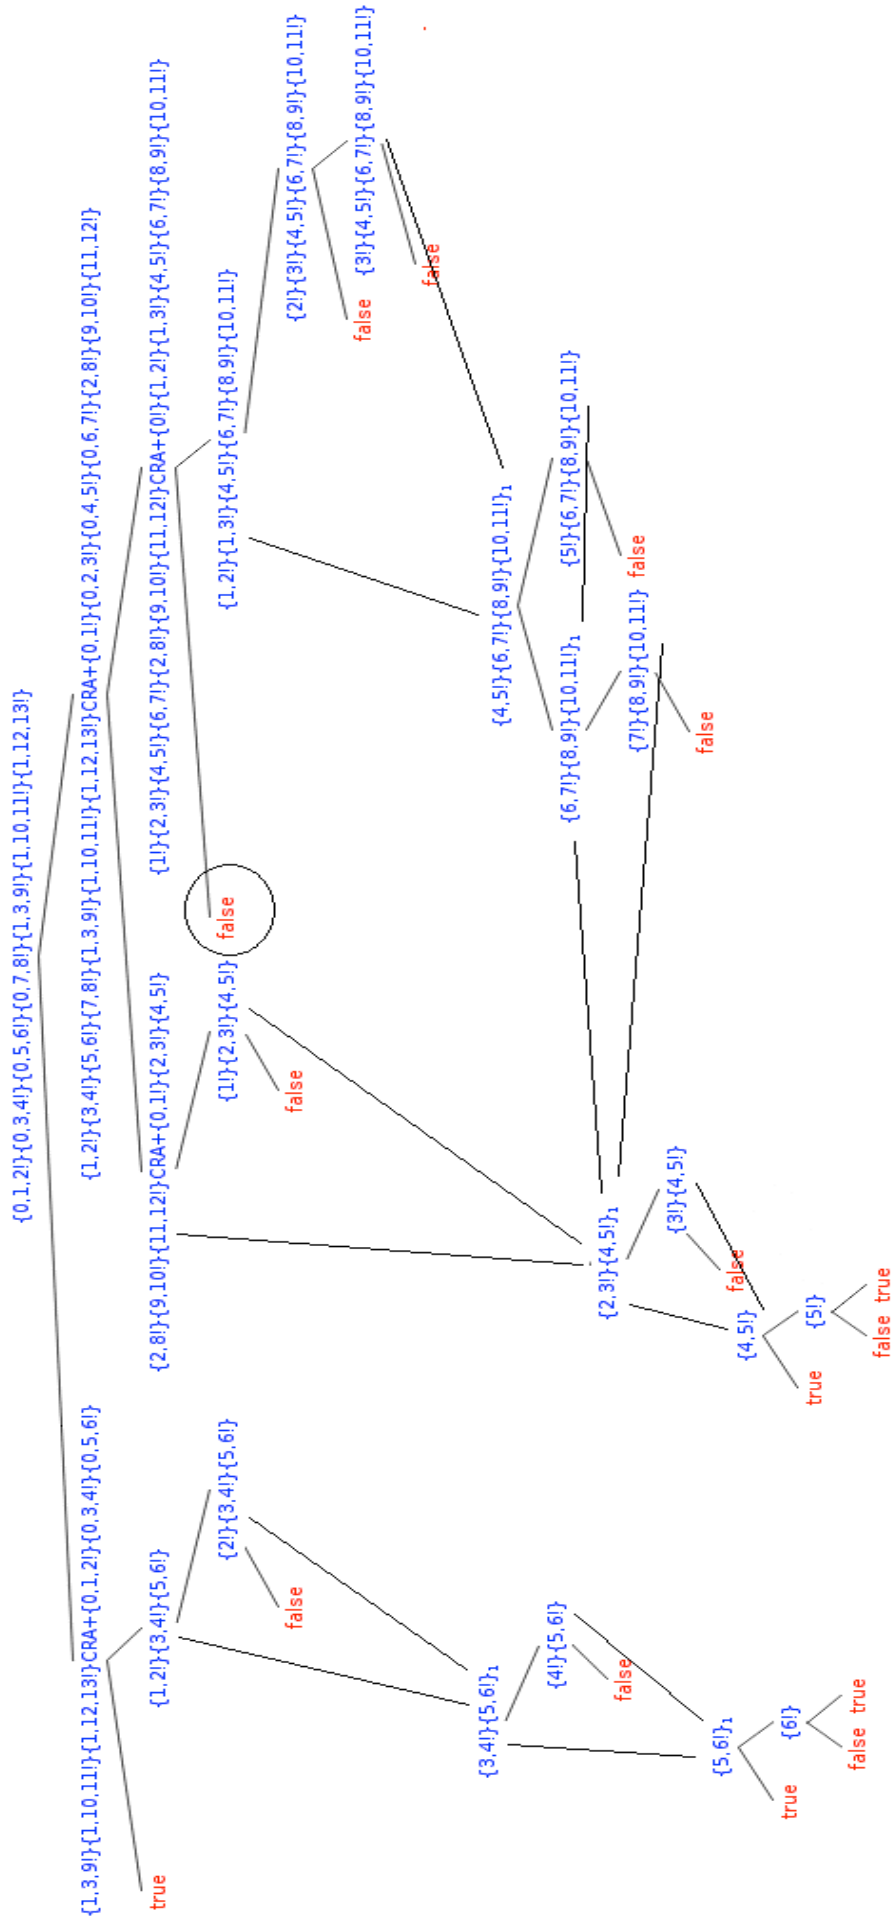 {0,1,2!}-{0,3,4!}-{0,5,6!}-{0,7,8!}-{1,3,9!}-{1,10,11!}-{1,12,13!}
{1,3,9!}-{1,10,11!}-{1,12,13!}CRA+{0,1,2!}-{0,3,4!}-{0,5,6!}
{1,2!}-{3,4!}-{5,6!}-{7,8!}-{1,3,9!}-{1,10,11!}-{1,12,13!}CRA+{0,1!}-{0,2,3!}-{0,4,5!}-{0,6,7!}-{2,8!}-{9,10!}-{11,12!}
true
{1,2!}-{3,4!}-{5,6!}
{2,8!}-{9,10!}-{11,12!}CRA+{0,1!}-{2,3!}-{4,5!}
{1!}-{2,3!}-{4,5!}-{6,7!}-{2,8!}-{9,10!}-{11,12!}CRA+{0!}-{1,2!}-{1,3!}-{4,5!}-{6,7!}-{8,9!}-{10,11!}
{2!}-{3,4!}-{5,6!}
{1!}-{2,3!}-{4,5!}
false
{1,2!}-{1,3!}-{4,5!}-{6,7!}-{8,9!}-{10,11!}
false
false
{2!}-{3!}-{4,5!}-{6,7!}-{8,9!}-{10,11!}
false
{3!}-{4,5!}-{6,7!}-{8,9!}-{10,11!}
false
{3,4!}-{5,6!}1
{4,5!}-{6,7!}-{8,9!}-{10,11!}1
{4!}-{5,6!}
{6,7!}-{8,9!}-{10,11!}1
{5!}-{6,7!}-{8,9!}-{10,11!}
false
{2,3!}-{4,5!}1
{7!}-{8,9!}-{10,11!}
false
{3!}-{4,5!}
false
{5,6!}1
{4,5!}
false
true
{6!}
true
{5!}
false true
false true